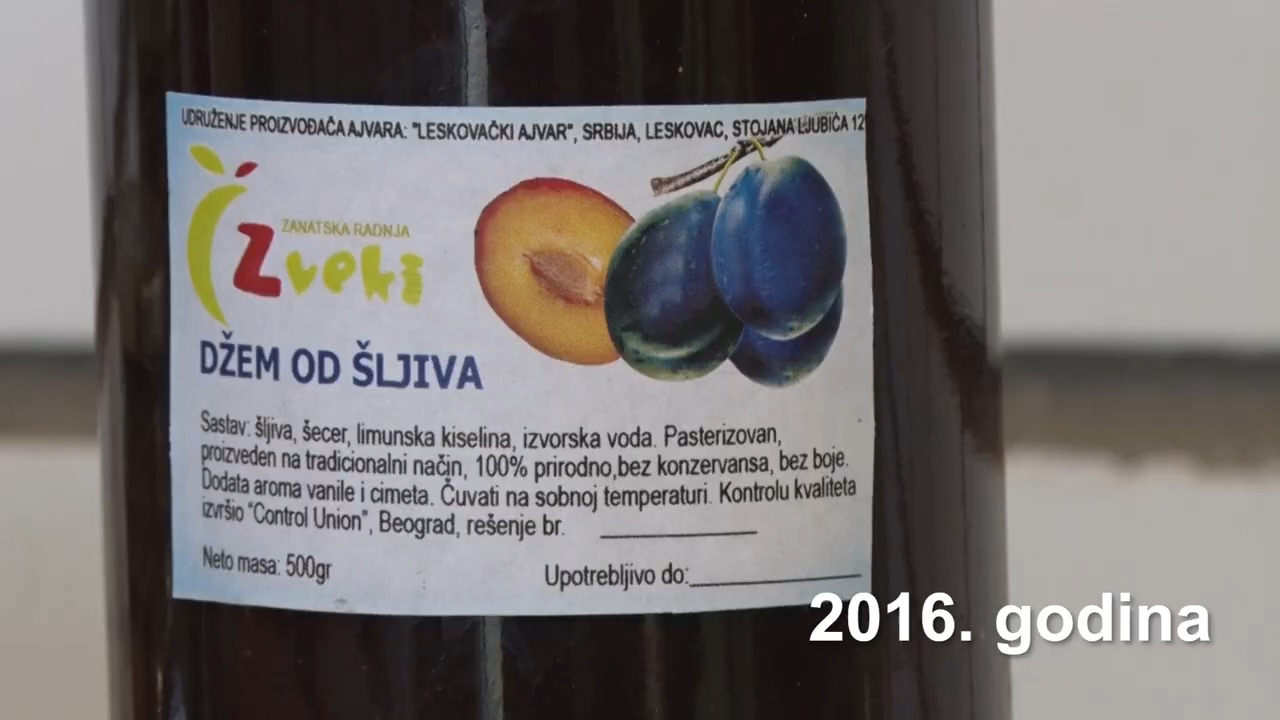 UDRUŽENJE PROIZVOĐAČA AJVARA: "LESKOVAČKI AJVAR", SRBIJA, LESKOVAC, STOJANA LJUBIĆA 12
ZANATSKA RADNJA
Zveki
DŽEM OD ŠLJIVA
Sastav: šljiva, šecer, limunska kiselina, izvorska voda. Pasterizovan,
proizveden na tradicionalni način, 100% prirodno,bez konzervansa, bez boje.
Dodata aroma vanile i cimeta. Čuvati na sobnoj temperaturi. Kontrolu kvaliteta
izvršio "Control Union", Beograd, rešenje br. ____________
Neto masa: 500gr
Upotrebljivo do:____________
2016. godina